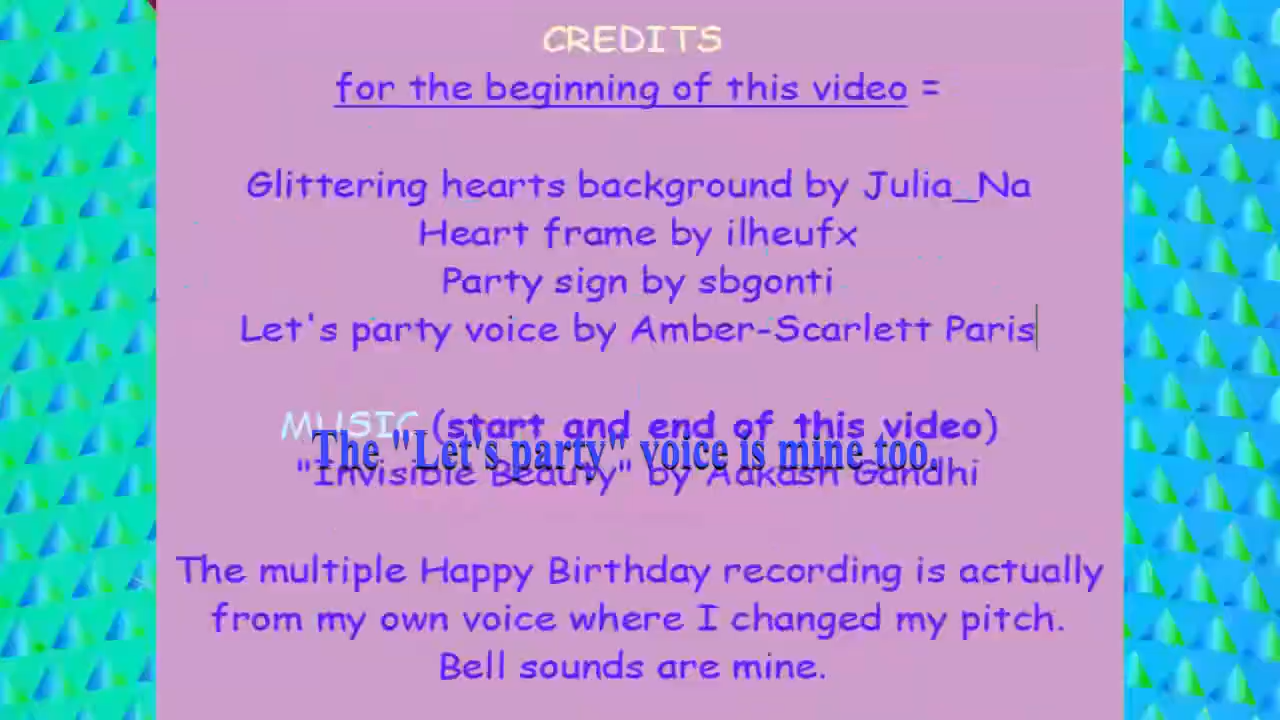 CREDITS
for the beginning of this video =
Glittering hearts background by Julia_Na
Heart frame by ilheufx
Party sign by sbgonti
Let's party voice by Amber-Scarlett Paris
MUSIC (start and end of this video)
The "Let's party" voice is mine too.
"Invisible Beauty" by Aakash Gandhi
The multiple Happy Birthday recording is actually
from my own voice where I changed my pitch.
Bell sounds are mine.